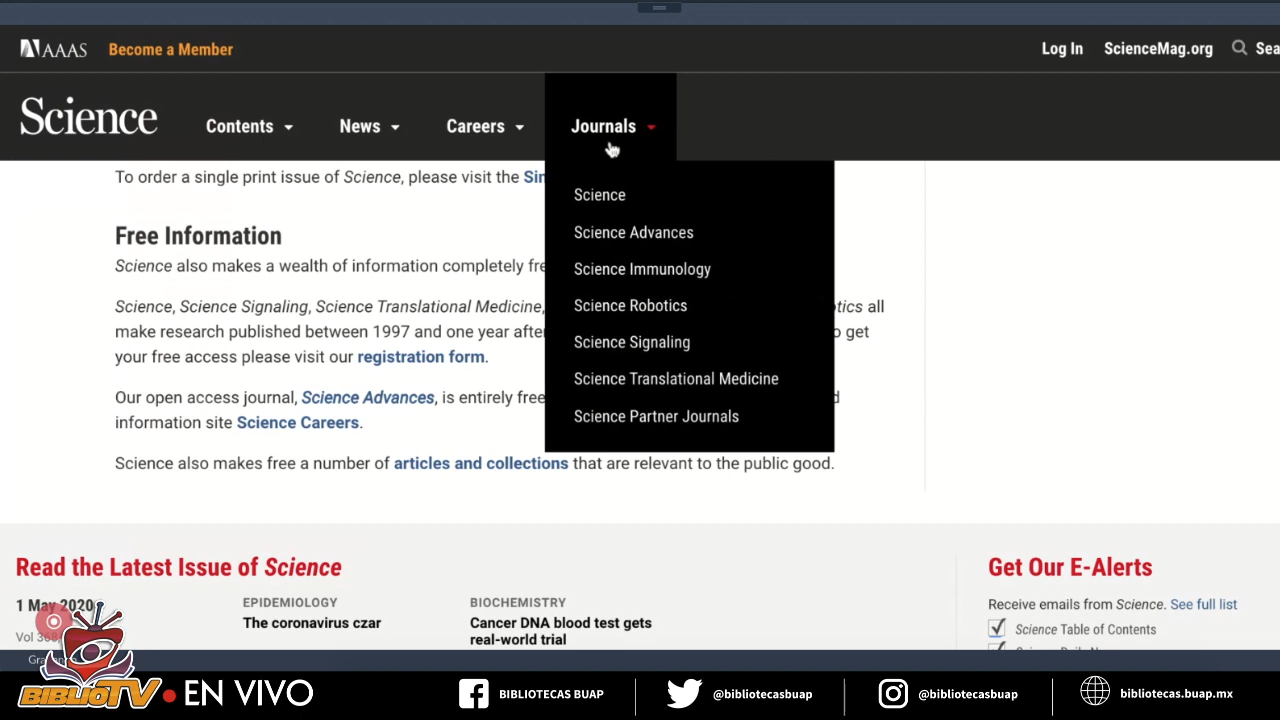 AAAS
Become a Member
Log In
ScienceMag.org
Sea
Science
Contents
News
Careers
Journals
To order a single print issue of Science, please visit the Sin
Science
Science Advances
Science Immunology
Science Robotics
Science Signaling
Science Translational Medicine
Science Partner Journals
Free Information
Science also makes a wealth of information completely fre
Science, Science Signaling, Science Translational Medicine, otics all
make research published between 1997 and one year after o get
your free access please visit our registration form.
Our open access journal, Science Advances, is entirely free d
information site Science Careers.
Science also makes free a number of articles and collections that are relevant to the public good.
Read the Latest Issue of Science
1 May 2020
Vol 368
EPIDEMIOLOGY
The coronavirus czar
BIOCHEMISTRY
Cancer DNA blood test gets
real-world trial
Get Our E-Alerts
Receive emails from Science. See full list
Science Table of Contents
BIBLIOTV
EN VIVO
BIBLIOTECAS BUAP
@bibliotecasbuap
@bibliotecasbuap
bibliotecas.buap.mx